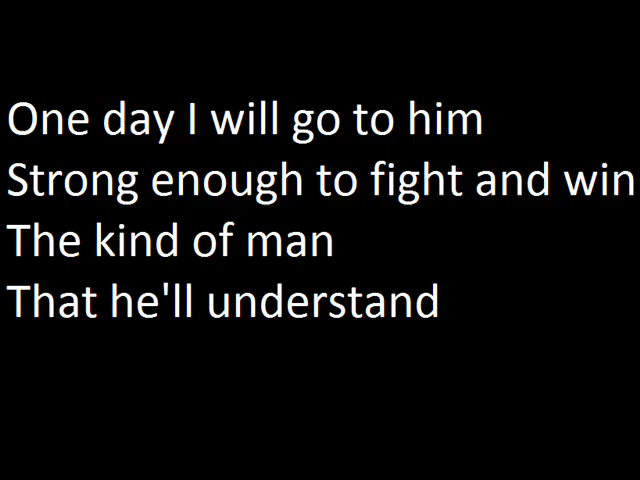 One day I will go to him
Strong enough to fight and win
The kind of man
That he'll understand